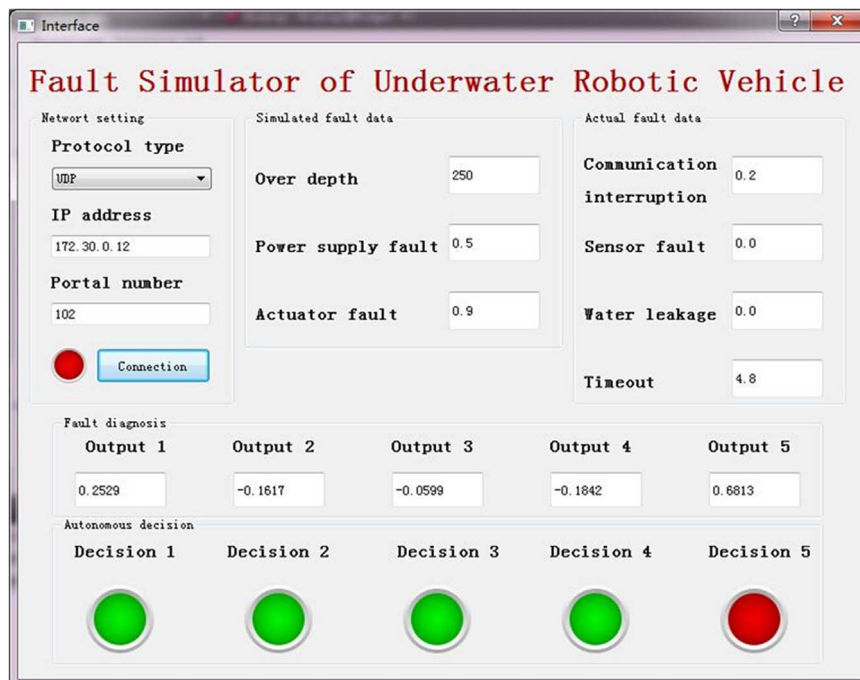 Interface
Fault Simulator of Underwater Robotic Vehicle
Networt setting
Protocol type
UDP
IP address
172.30.0.12
Portal number
102
Connection
Simulated fault data
Over depth
250
Power supply fault
0.5
Actuator fault
0.9
Actual fault data
Communication
interruption
0.2
Sensor fault
0.0
Water leakage
0.0
Timeout
4.8
Fault diagnosis
Output 1 Output 2 Output 3 Output 4 Output 5
0.2529 -0.1617 -0.0599 -0.1842 0.6813
Autonomous decision
Decision 1 Decision 2 Decision 3 Decision 4 Decision 5